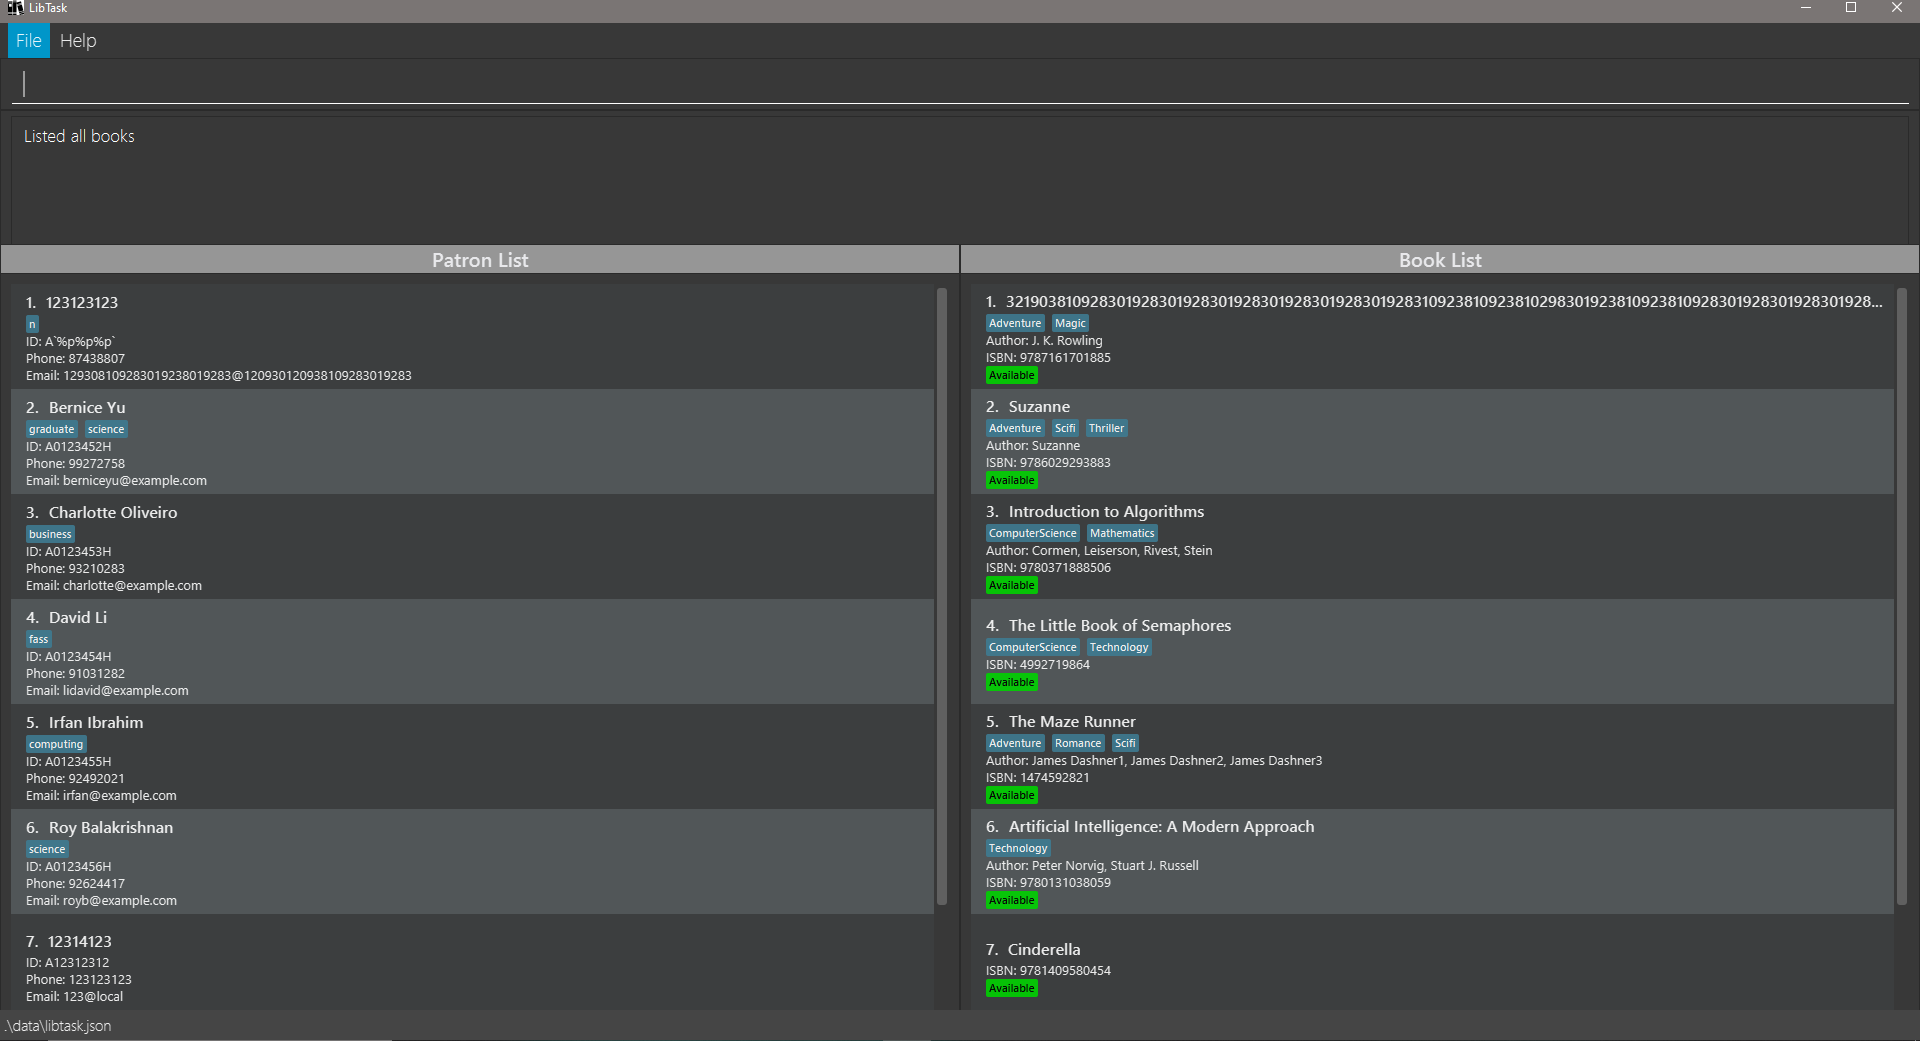 LibTask
File Help
Listed all books
Patron List
1. 123123123
n
ID: A`%p%p%p`
Phone: 87438807
Email: 129308109283019238019283@120930120938109283019283
2. Bernice Yu
graduate science
ID: A0123452H
Phone: 99272758
Email: berniceyu@example.com
3. Charlotte Oliveiro
business
ID: A0123453H
Phone: 93210283
Email: charlotte@example.com
4. David Li
fass
ID: A0123454H
Phone: 91031282
Email: lidavid@example.com
5. Irfan Ibrahim
computing
ID: A0123455H
Phone: 92492021
Email: irfan@example.com
6. Roy Balakrishnan
science
ID: A0123456H
Phone: 92624417
Email: royb@example.com
7. 12314123
ID: A12312312
Phone: 123123123
Email: 123@local
Book List
1. 321903810928301928301928301928301928301928301928310923810923810298301923810923810928301928301928301928...
Adventure Magic
Author: J. K. Rowling
ISBN: 9787161701885
Available
2. Suzanne
Adventure Scifi Thriller
Author: Suzanne
ISBN: 9786029293883
Available
3. Introduction to Algorithms
ComputerScience Mathematics
Author: Cormen, Leiserson, Rivest, Stein
ISBN: 9780371888506
Available
4. The Little Book of Semaphores
ComputerScience Technology
ISBN: 4992719864
Available
5. The Maze Runner
Adventure Romance Scifi
Author: James Dashner1, James Dashner2, James Dashner3
ISBN: 1474592821
Available
6. Artificial Intelligence: A Modern Approach
Technology
Author: Peter Norvig, Stuart J. Russell
ISBN: 9780131038059
Available
7. Cinderella
ISBN: 9781409580454
Available
.\data\libtask.json